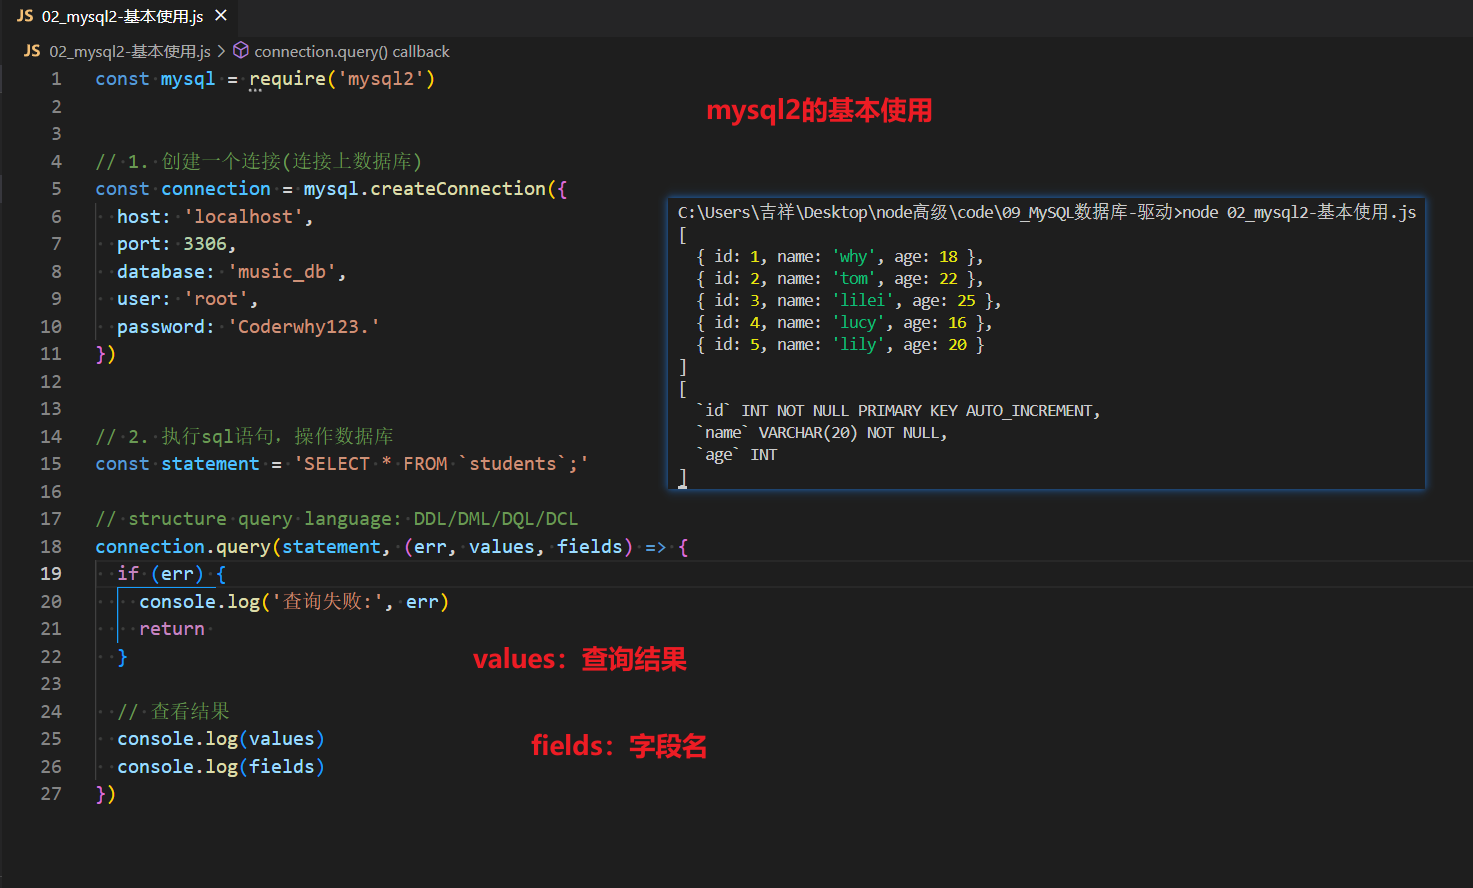 JS 02_mysql2-基本使用.js ×
JS 02_mysql2-基本使用.js > connection.query() callback
1 const mysql = require('mysql2')
2
3
4 // 1. 创建一个连接(连接上数据库)
5 const connection = mysql.createConnection({
6 host: 'localhost',
7 port: 3306,
8 database: 'music_db',
9 user: 'root',
10 password: 'Coderwhy123.'
11 })
12
13
14 // 2. 执行sql语句，操作数据库
15 const statement = 'SELECT * FROM `students`;'
16
17 // structure query language: DDL/DML/DQL/DCL
18 connection.query(statement, (err, values, fields) => {
19 if (err) {
20 console.log('查询失败:', err)
21 return
22 }
23
24 // 查看结果
25 console.log(values)
26 console.log(fields)
27 })
mysql2的基本使用
C:\Users\吉祥\Desktop\node高级\code\09_MySQL数据库-驱动>node 02_mysql2-基本使用.js
[
{ id: 1, name: 'why', age: 18 },
{ id: 2, name: 'tom', age: 22 },
{ id: 3, name: 'lilei', age: 25 },
{ id: 4, name: 'lucy', age: 16 },
{ id: 5, name: 'lily', age: 20 }
]
[
`id` INT NOT NULL PRIMARY KEY AUTO_INCREMENT,
`name` VARCHAR(20) NOT NULL,
`age` INT
]
values：查询结果
fields：字段名